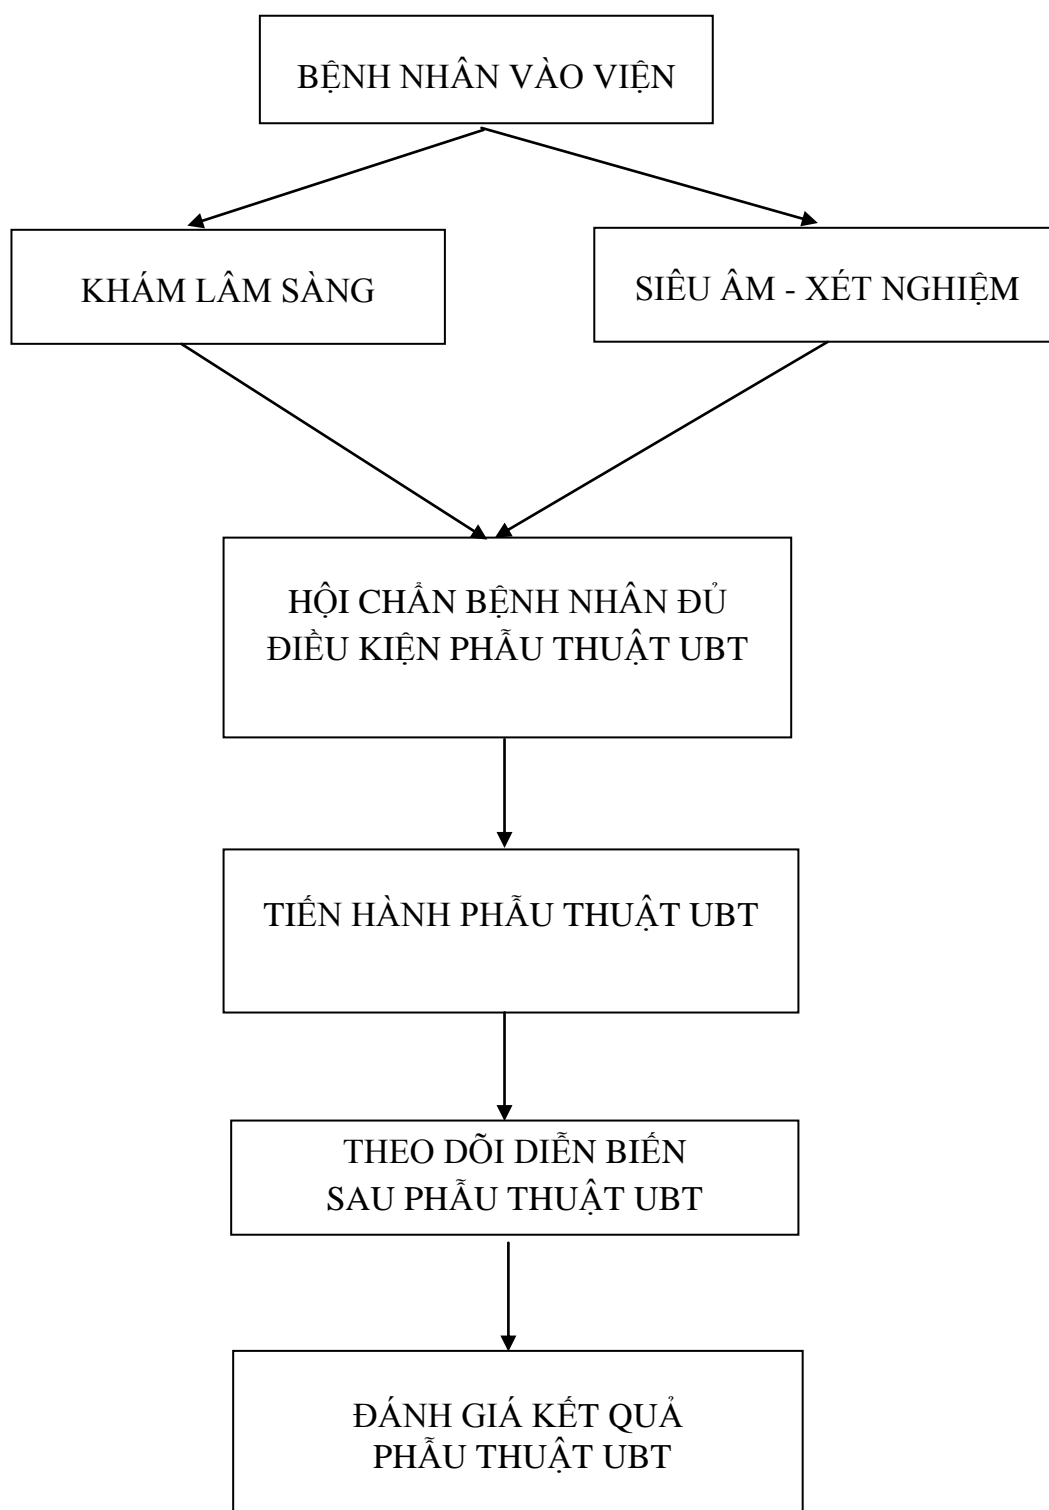 BỆNH NHÂN VÀO VIỆN
KHÁM LÂM SÀNG
SIÊU ÂM - XÉT NGHIỆM
HỘI CHẨN BỆNH NHÂN ĐỦ
ĐIỀU KIỆN PHẪU THUẬT UBT
TIẾN HÀNH PHẪU THUẬT UBT
THEO DÕI DIỄN BIẾN
SAU PHẪU THUẬT UBT
ĐÁNH GIÁ KẾT QUẢ
PHẪU THUẬT UBT